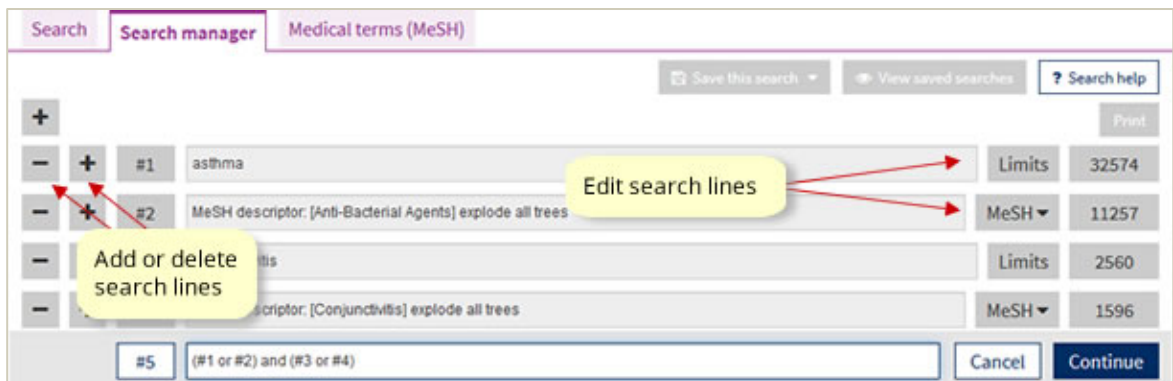 Search
Search manager
Medical terms (MeSH)
Save this search
View saved searches
? Search help
+
Print
− + #1 asthma Limits 32574
− + #2 MeSH descriptor: [Anti-Bacterial Agents] explode all trees MeSH 11257
Edit search lines
− Limits 2560
Add or delete
search lines
− [Conjunctivitis] explode all trees MeSH 1596
#5 (#1 or #2) and (#3 or #4) Cancel Continue